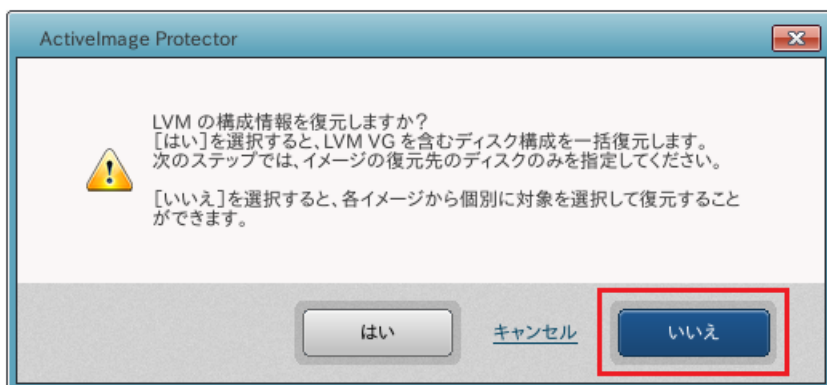 ActiveImage Protector
LVM の構成情報を復元しますか？
［はい］を選択すると、LVM VG を含むディスク構成を一括復元します。
次のステップでは、イメージの復元先のディスクのみを指定してください。
［いいえ］を選択すると、各イメージから個別に対象を選択して復元すること
ができます。
はい
キャンセル
いいえ